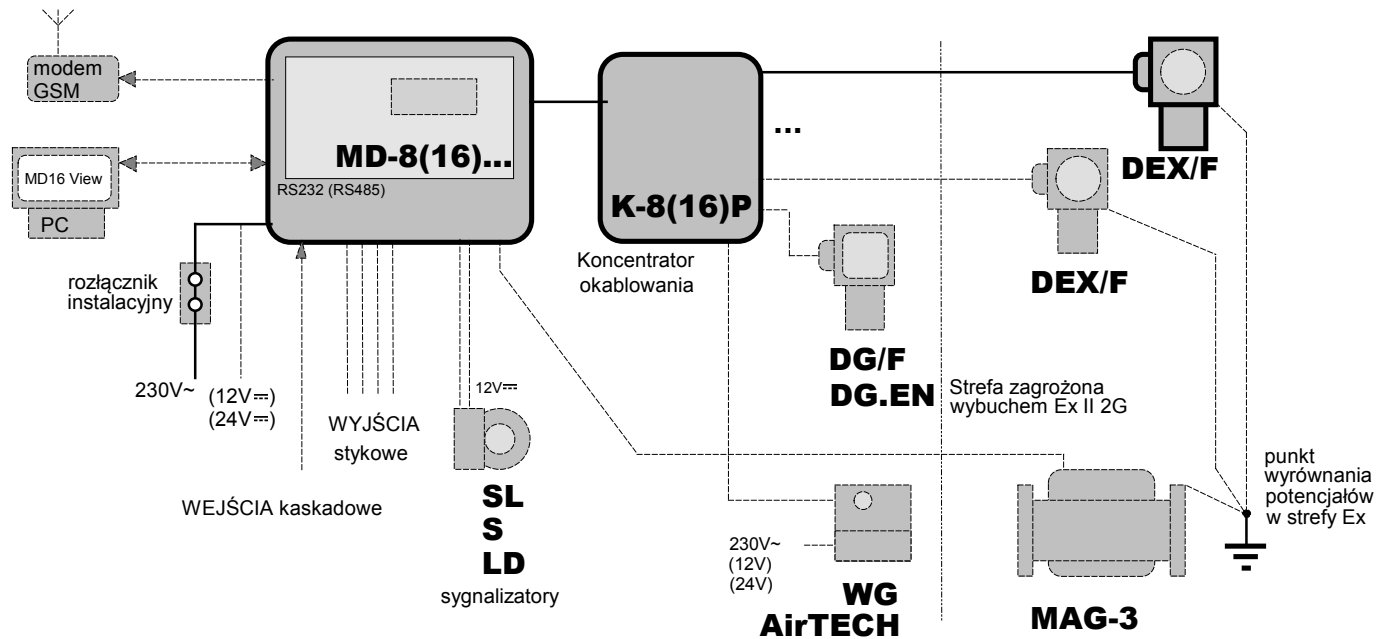 modem
GSM
MD16 View
PC
MD-8(16)...
RS232 (RS485)
...
K-8(16)P
Koncentrator
okablowania
DEX/F
DEX/F
rozłącznik
instalacyjny
230V~
(12V⎓)
(24V⎓)
WYJŚCIA
stykowe
WEJŚCIA kaskadowe
12V⎓
SL
S
LD
sygnalizatory
DG/F
DG.EN
Strefa zagrożona
wybuchem Ex II 2G
230V~
(12V)
(24V)
WG
AirTECH
MAG-3
punkt
wyrównania
potencjałów
w strefy Ex